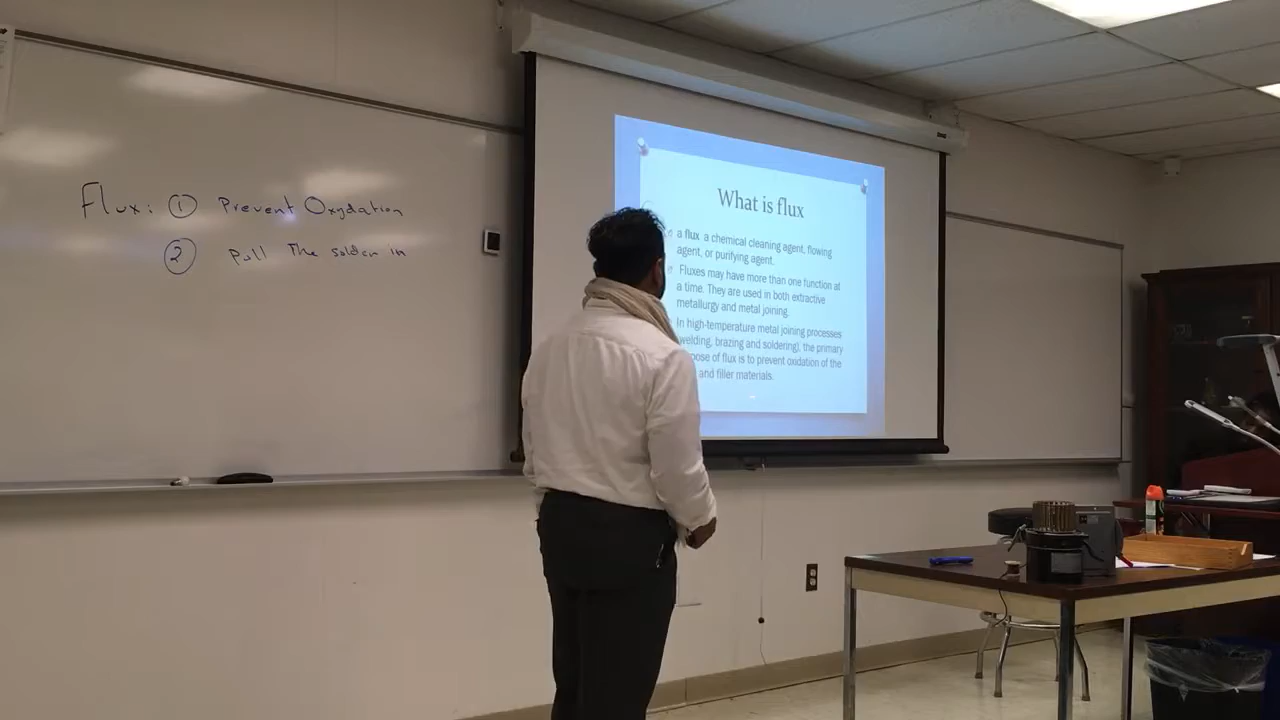 Flux: 1 Prevent Oxydation
2 Pull The solder in
What is flux
a flux a chemical cleaning agent, flowing
agent, or purifying agent.
Fluxes may have more than one function at
a time. They are used in both extractive
metallurgy and metal joining.
In high-temperature metal joining processes
welding, brazing and soldering), the primary
pose of flux is to prevent oxidation of the
and filler materials.